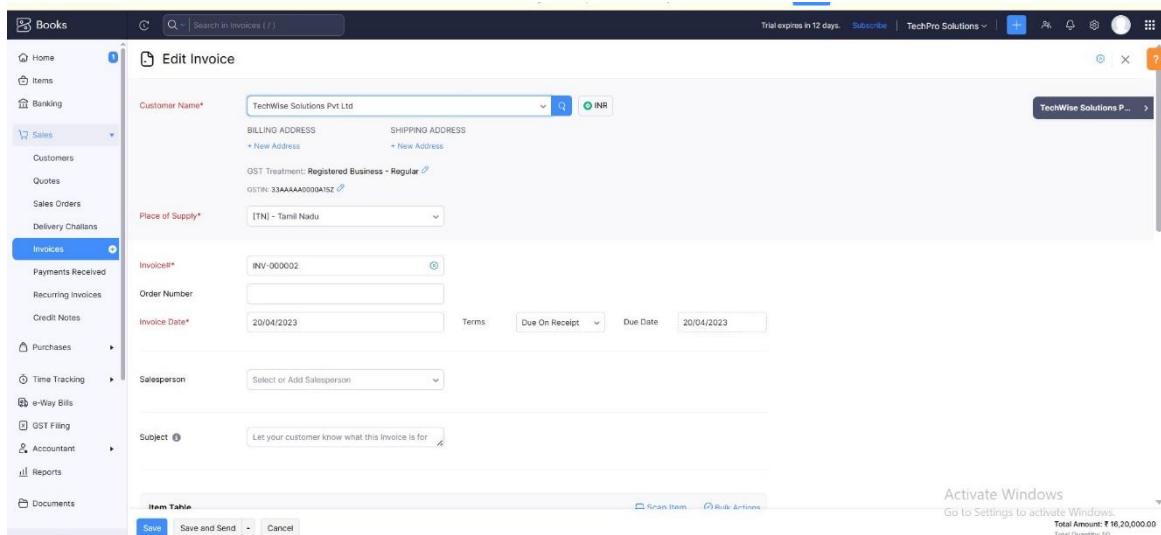 Books
Search in Invoices ( / )
Trial expires in 12 days. Subscribe TechPro Solutions
Home 1
Items
Banking
Sales
Customers
Quotes
Sales Orders
Delivery Challans
Invoices
Payments Received
Recurring Invoices
Credit Notes
Purchases
Time Tracking
e-Way Bills
GST Filing
Accountant
Reports
Documents
Edit Invoice
?
Customer Name* TechWise Solutions Pvt Ltd INR
TechWise Solutions P...
BILLING ADDRESS SHIPPING ADDRESS
+ New Address + New Address
GST Treatment: Registered Business - Regular
GSTIN: 33AAAAA0000A15Z
Place of Supply* [TN] - Tamil Nadu
Invoice#* INV-000002
Order Number
Invoice Date* 20/04/2023 Terms Due On Receipt Due Date 20/04/2023
Salesperson Select or Add Salesperson
Subject Let your customer know what this Invoice is for
Item Table Scan Item Bulk Actions
Activate Windows
Go to Settings to activate Windows.
Save Save and Send Cancel
Total Amount: ₹ 16,20,000.00